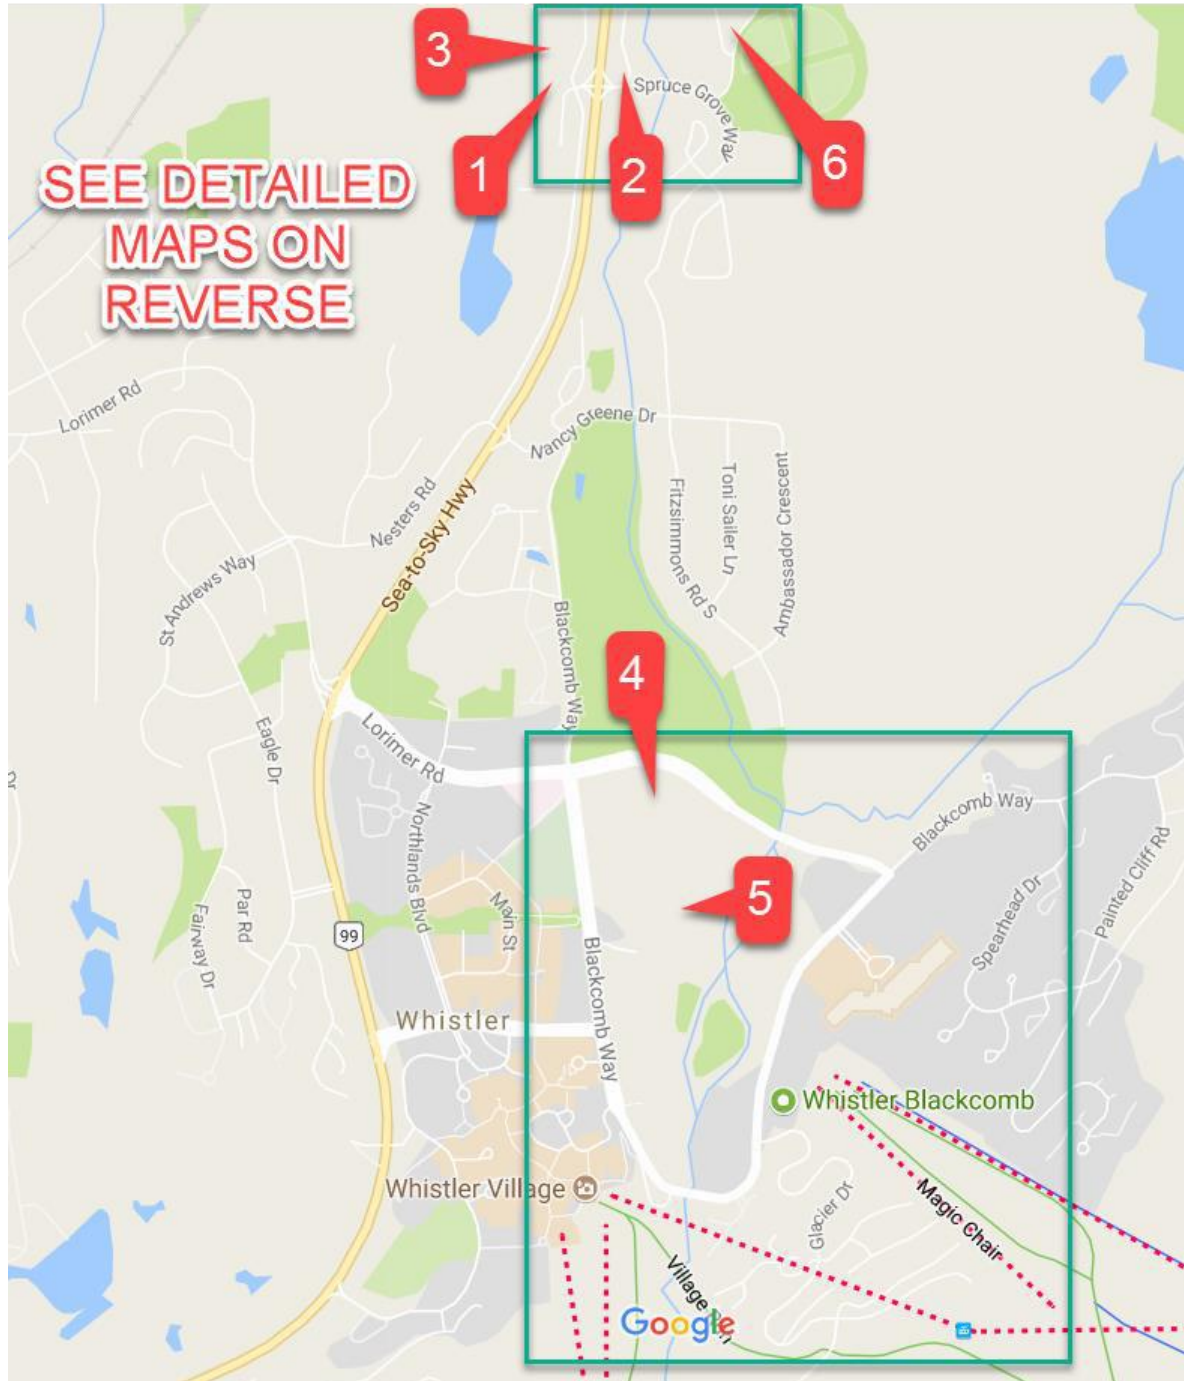 3
1
2
6
Spruce Grove Way
SEE DETAILED
MAPS ON
REVERSE
Lorimer Rd
Nancy Greene Dr
Nesters Rd
Sea-to-Sky Hwy
Toni Sailer Ln
Ambassador Crescent
Fitzsimmons Rd S
St Andrews Way
Blackcomb Way
4
Eagle Dr
Lorimer Rd
Northlands Blvd
Blackcomb Way
Painted Cliff Rd
Spearhead Dr
Par Rd
Fairway Dr
Main St
5
99
Blackcomb Way
Whistler
Whistler Blackcomb
Whistler Village
Glacier Dr
Magic Chair
Village
Google